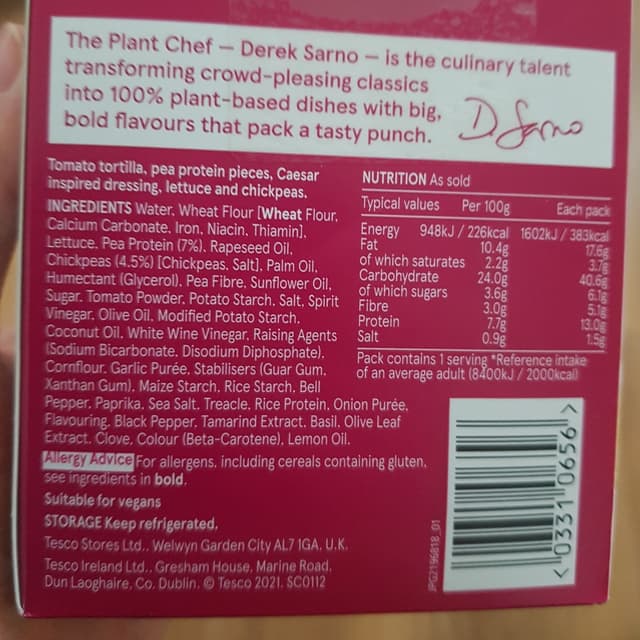 The Plant Chef – Derek Sarno – is the culinary talent
transforming crowd-pleasing classics
into 100% plant-based dishes with big,
bold flavours that pack a tasty punch.
D Sarno
Tomato tortilla, pea protein pieces, Caesar
inspired dressing, lettuce and chickpeas.
INGREDIENTS Water, Wheat Flour [Wheat Flour,
Calcium Carbonate, Iron, Niacin, Thiamin],
Lettuce, Pea Protein (7%), Rapeseed Oil,
Chickpeas (4.5%) [Chickpeas, Salt], Palm Oil,
Humectant (Glycerol), Pea Fibre, Sunflower Oil,
Sugar, Tomato Powder, Potato Starch, Salt, Spirit
Vinegar, Olive Oil, Modified Potato Starch,
Coconut Oil, White Wine Vinegar, Raising Agents
(Sodium Bicarbonate, Disodium Diphosphate),
Cornflour, Garlic Purée, Stabilisers (Guar Gum,
Xanthan Gum), Maize Starch, Rice Starch, Bell
Pepper, Paprika, Sea Salt, Treacle, Rice Protein, Onion Purée,
Flavouring, Black Pepper, Tamarind Extract, Basil, Olive Leaf
Extract, Clove, Colour (Beta-Carotene), Lemon Oil.
Allergy Advice For allergens, including cereals containing gluten,
see ingredients in bold.
Suitable for vegans
STORAGE Keep refrigerated.
Tesco Stores Ltd., Welwyn Garden City AL7 1GA, U.K.
Tesco Ireland Ltd., Gresham House, Marine Road,
Dun Laoghaire, Co. Dublin. © Tesco 2021. SC0112
NUTRITION As sold
Typical values Per 100g Each pack
Energy 948kJ / 226kcal 1602kJ / 383kcal
Fat 10.4g 17.6g
of which saturates 2.2g 3.7g
Carbohydrate 24.0g 40.6g
of which sugars 3.6g 6.1g
Fibre 3.0g 5.1g
Protein 7.7g 13.0g
Salt 0.9g 1.5g
Pack contains 1 serving *Reference intake
of an average adult (8400kJ / 2000kcal)
JPG2196818_01
< 0331 0656 >